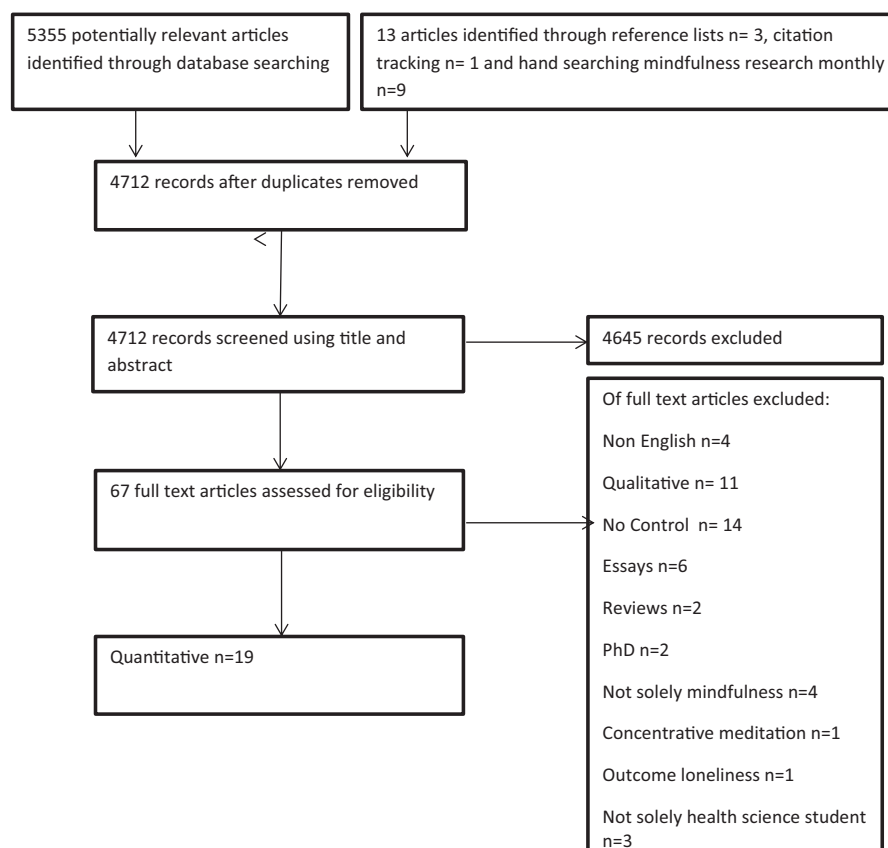 5355 potentially relevant articles
identified through database searching
13 articles identified through reference lists n= 3, citation
tracking n= 1 and hand searching mindfulness research monthly
n=9
4712 records after duplicates removed
4712 records screened using title and
abstract
4645 records excluded
67 full text articles assessed for eligibility
Of full text articles excluded:
Non English n=4
Qualitative n= 11
No Control n= 14
Essays n=6
Reviews n=2
PhD n=2
Not solely mindfulness n=4
Concentrative meditation n=1
Outcome loneliness n=1
Not solely health science student
n=3
Quantitative n=19